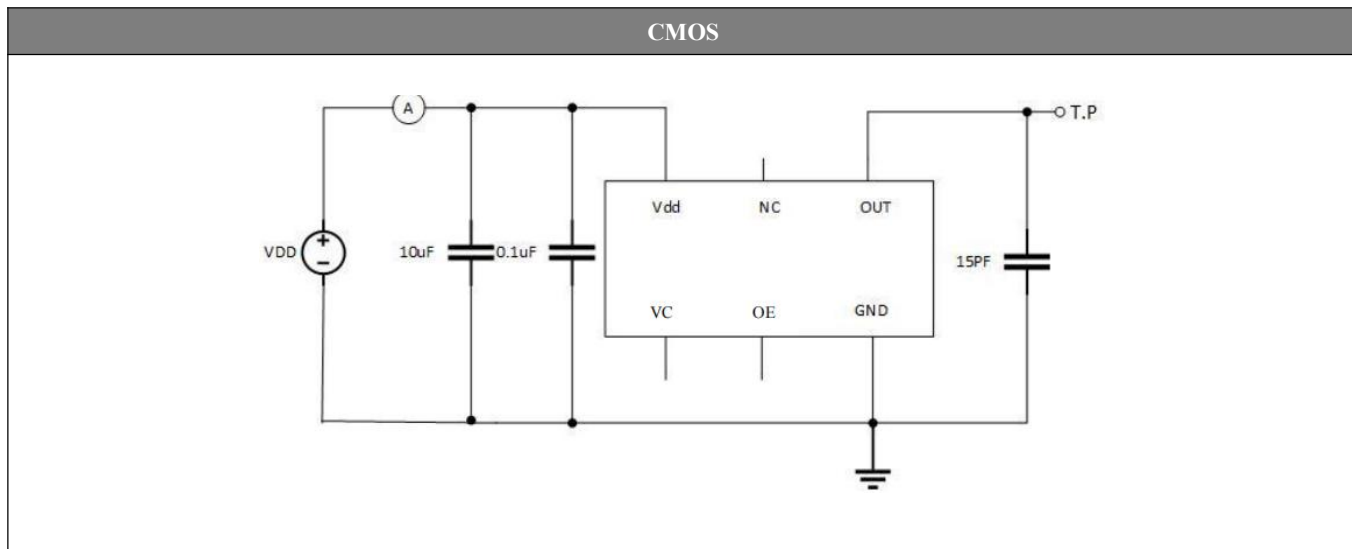 CMOS
A
T.P
Vdd NC OUT
VDD
+
−
10uF
0.1uF
15PF
VC OE GND